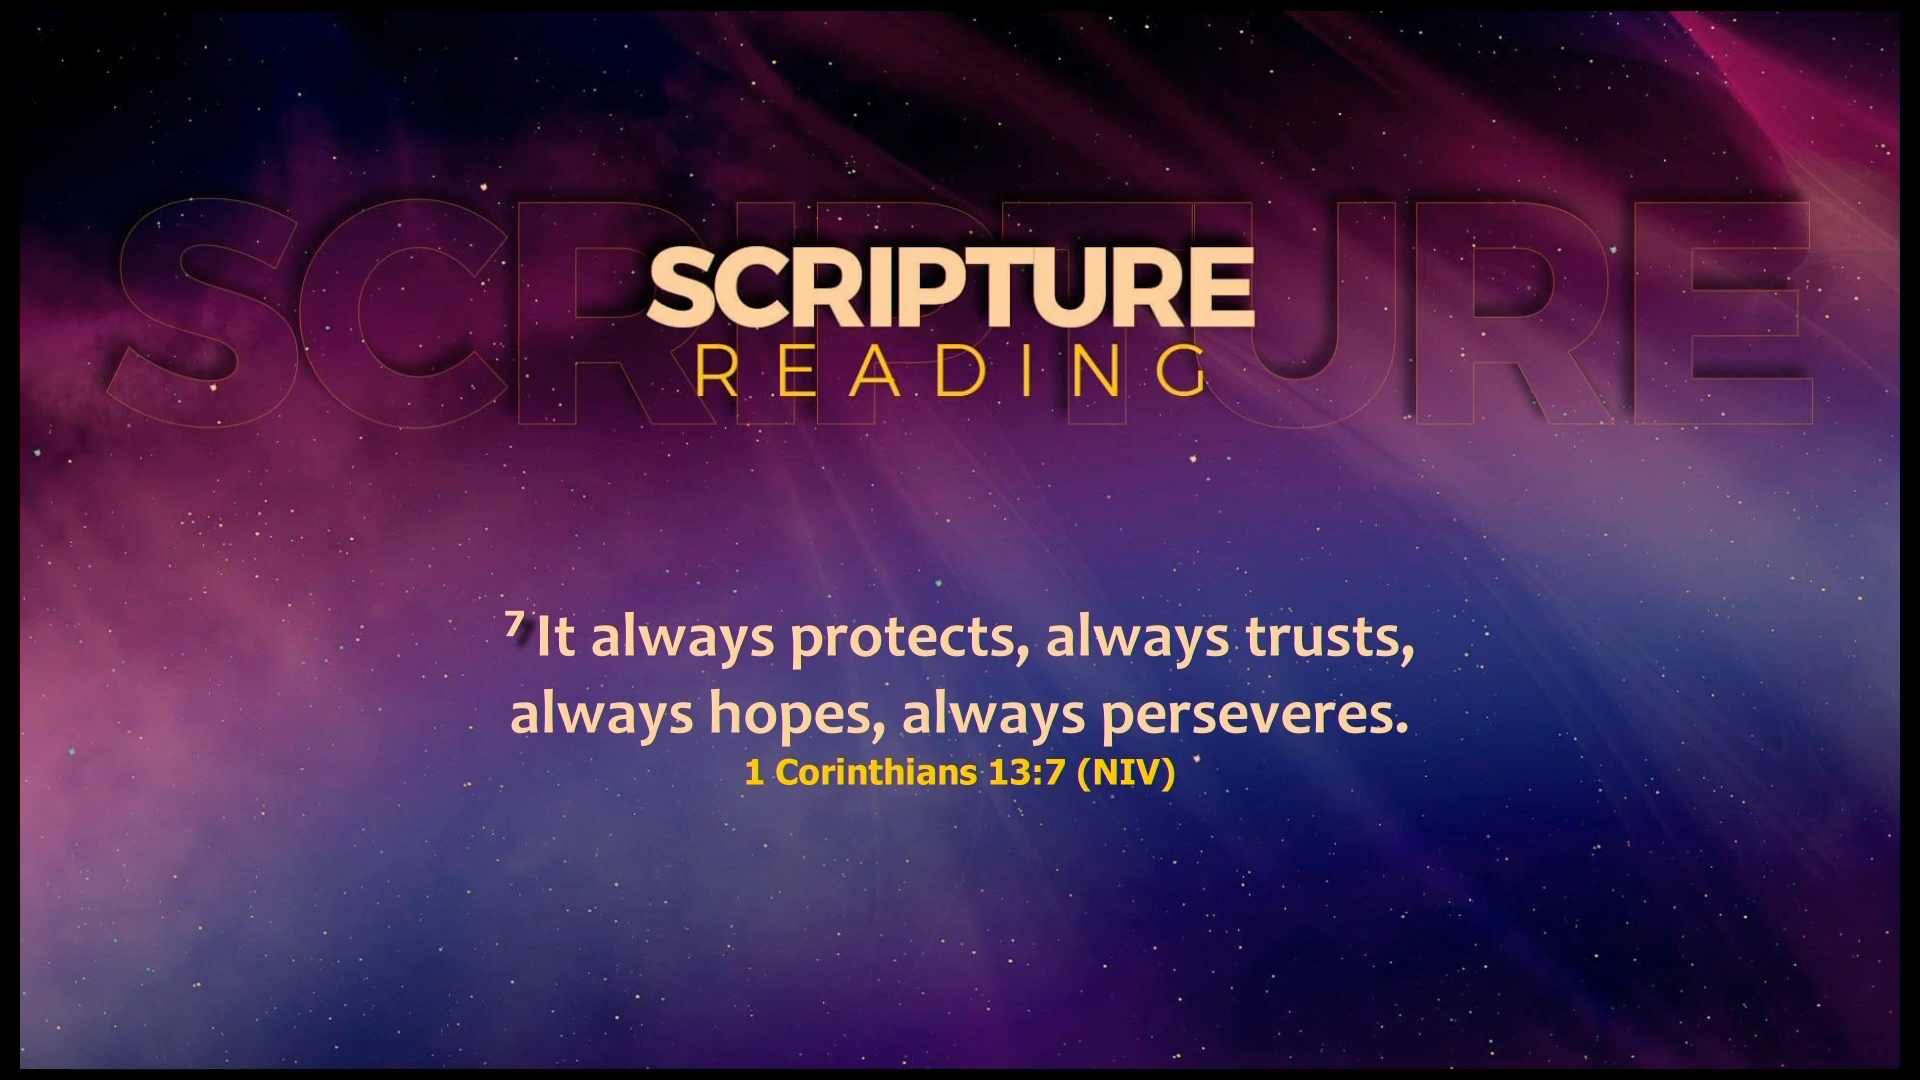 SCRIPTURE
SCRIPTURE
READING
⁷ It always protects, always trusts,
always hopes, always perseveres.
1 Corinthians 13:7 (NIV)